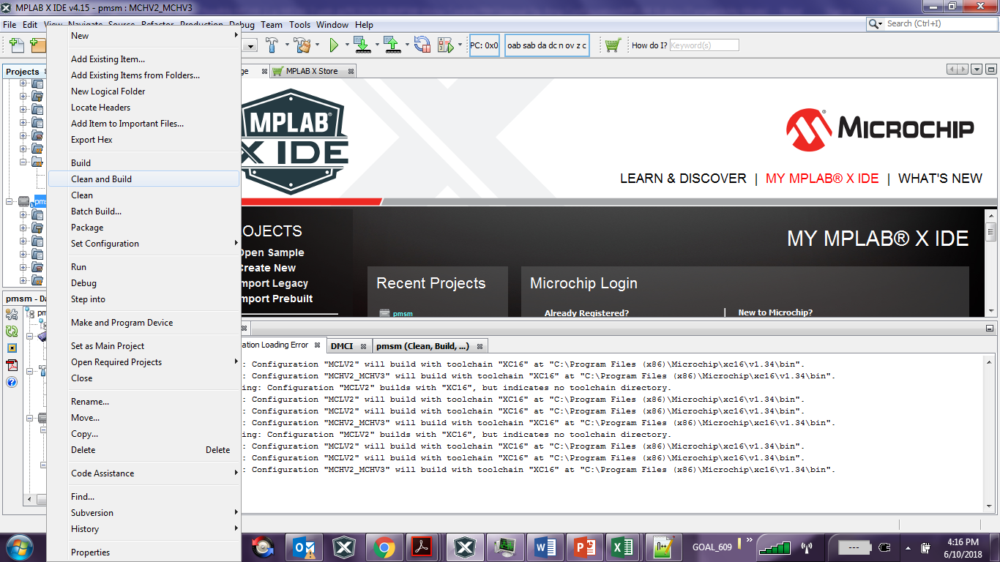 MPLAB X IDE v4.15 - pmsm : MCHV2_MCHV3
File Edit View Navigate Source Refactor Production Debug Team Tools Window Help
Search (Ctrl+I)
PC: 0x0
oab sab da dc n ov z c
How do I?
Keyword(s)
Projects
New
Add Existing Item...
Add Existing Items from Folders...
New Logical Folder
Locate Headers
Add Item to Important Files...
Export Hex
Build
Clean and Build
Clean
Batch Build...
Package
Set Configuration
Run
Debug
Step into
Make and Program Device
Set as Main Project
Open Required Projects
Close
Rename...
Move...
Copy...
Delete Delete
Code Assistance
Find...
Subversion
History
Properties
pms
pmsm - Da
pm
ge
MPLAB X Store
MPLAB®
X IDE
MICROCHIP
LEARN & DISCOVER | MY MPLAB® X IDE | WHAT'S NEW
OJECTS
Open Sample
Create New
mport Legacy
mport Prebuilt
MY MPLAB® X IDE
Recent Projects
pmsm
Microchip Login
Already Registered?
New to Microchip?
ation Loading Error
DMCI
pmsm (Clean, Build, ...)
: Configuration "MCLV2" will build with toolchain "XC16" at "C:\Program Files (x86)\Microchip\xc16\v1.34\bin".
: Configuration "MCHV2_MCHV3" will build with toolchain "XC16" at "C:\Program Files (x86)\Microchip\xc16\v1.34\bin".
ing: Configuration "MCLV2" builds with "XC16", but indicates no toolchain directory.
: Configuration "MCLV2" will build with toolchain "XC16" at "C:\Program Files (x86)\Microchip\xc16\v1.34\bin".
: Configuration "MCLV2" will build with toolchain "XC16" at "C:\Program Files (x86)\Microchip\xc16\v1.34\bin".
: Configuration "MCHV2_MCHV3" will build with toolchain "XC16" at "C:\Program Files (x86)\Microchip\xc16\v1.34\bin".
ing: Configuration "MCLV2" builds with "XC16", but indicates no toolchain directory.
: Configuration "MCLV2" will build with toolchain "XC16" at "C:\Program Files (x86)\Microchip\xc16\v1.34\bin".
: Configuration "MCLV2" will build with toolchain "XC16" at "C:\Program Files (x86)\Microchip\xc16\v1.34\bin".
: Configuration "MCHV2_MCHV3" will build with toolchain "XC16" at "C:\Program Files (x86)\Microchip\xc16\v1.34\bin".
GOAL_609
4:16 PM
6/10/2018